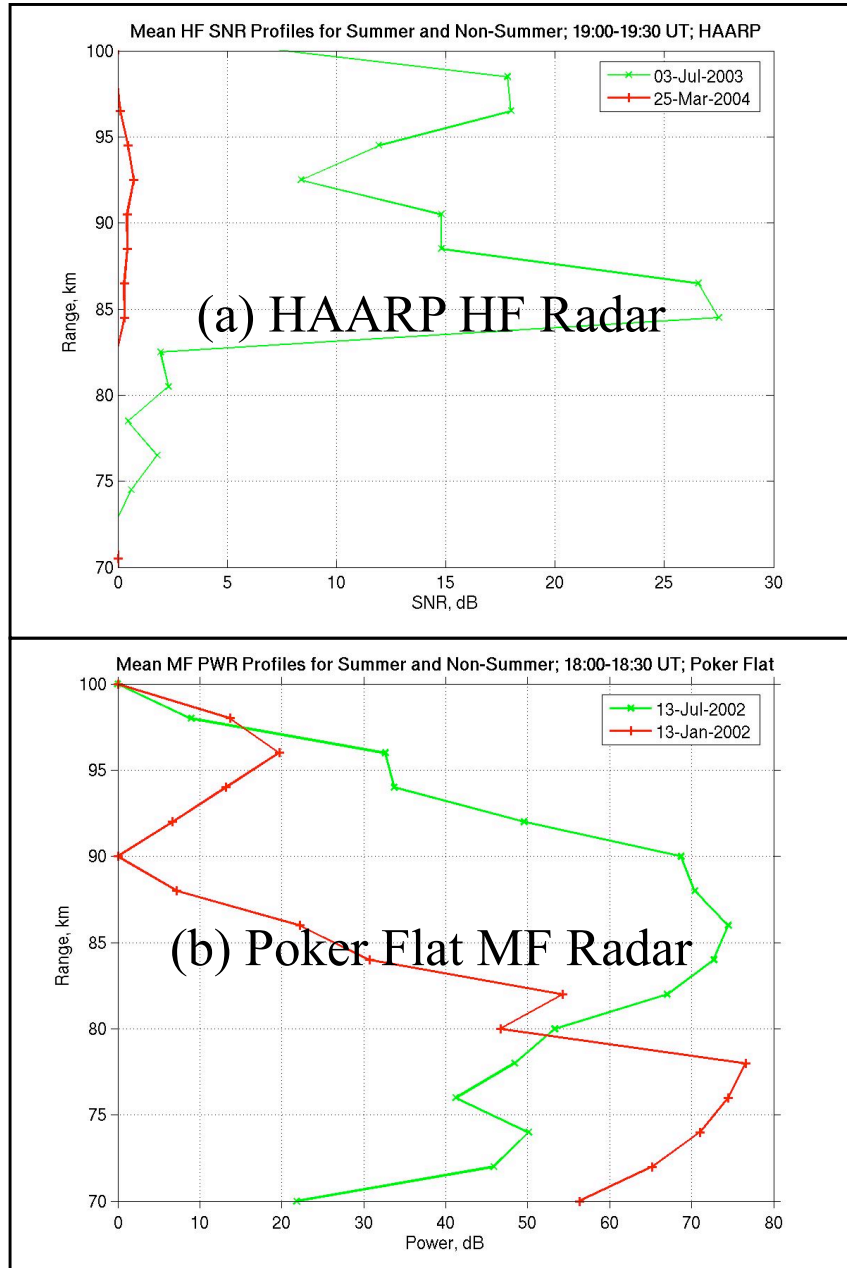 Mean HF SNR Profiles for Summer and Non-Summer; 19:00-19:30 UT; HAARP
100
95
90
85
80
75
70
Range, km
03-Jul-2003
25-Mar-2004
(a) HAARP HF Radar
0 5 10 15 20 25 30
SNR, dB
Mean MF PWR Profiles for Summer and Non-Summer; 18:00-18:30 UT; Poker Flat
100
95
90
85
80
75
70
Range, km
13-Jul-2002
13-Jan-2002
(b) Poker Flat MF Radar
0 10 20 30 40 50 60 70 80
Power, dB